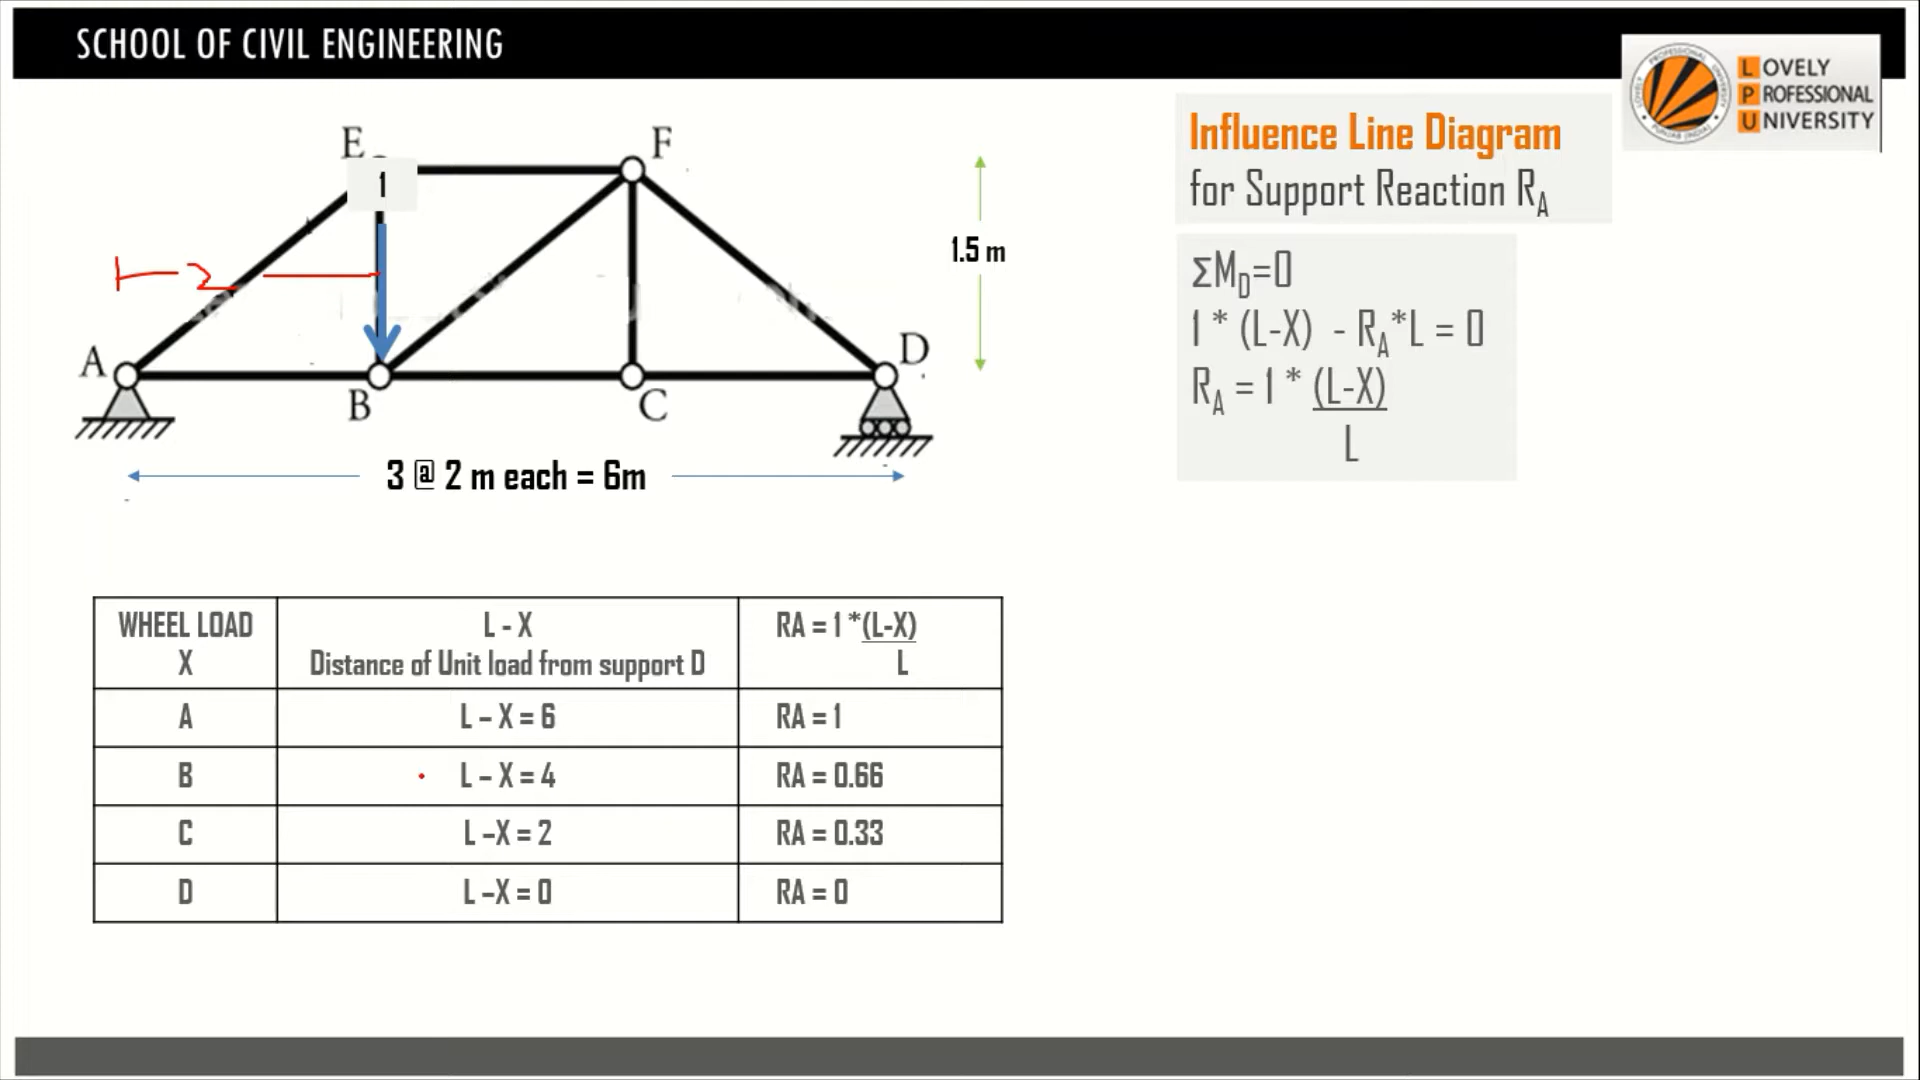 SCHOOL OF CIVIL ENGINEERING
LOVELY
PROFESSIONAL
UNIVERSITY
Influence Line Diagram
for Support Reaction RA
E
F
1
2
1.5 m
A
D
B
C
3 @ 2 m each = 6m
ΣMD=0
1 * (L-X) - RA*L = 0
RA = 1 * (L-X)
L
WHEEL LOAD
X
L - X
Distance of Unit load from support D
RA = 1 *(L-X)
L
A
L – X = 6
RA = 1
B
L – X = 4
RA = 0.66
C
L –X = 2
RA = 0.33
D
L –X = 0
RA = 0